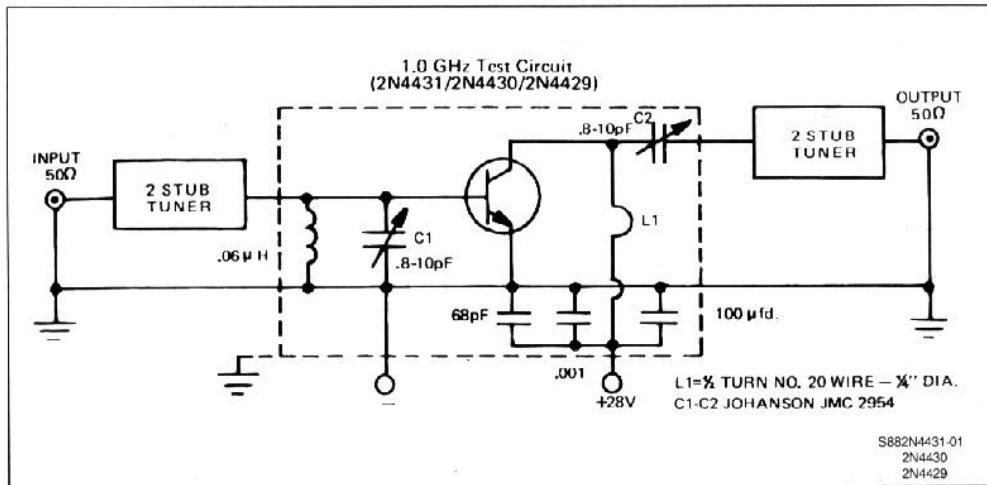 1.0 GHz Test Circuit
(2N4431/2N4430/2N4429)
INPUT
50Ω
2 STUB
TUNER
.06µH
C1
.8-10pF
C2
.8-10pF
L1
2 STUB
TUNER
OUTPUT
50Ω
68pF
.001
100 µfd.
–
+28V
L1=½ TURN NO. 20 WIRE – ¼" DIA.
C1-C2 JOHANSON JMC 2954
S882N4431-01
2N4430
2N4429